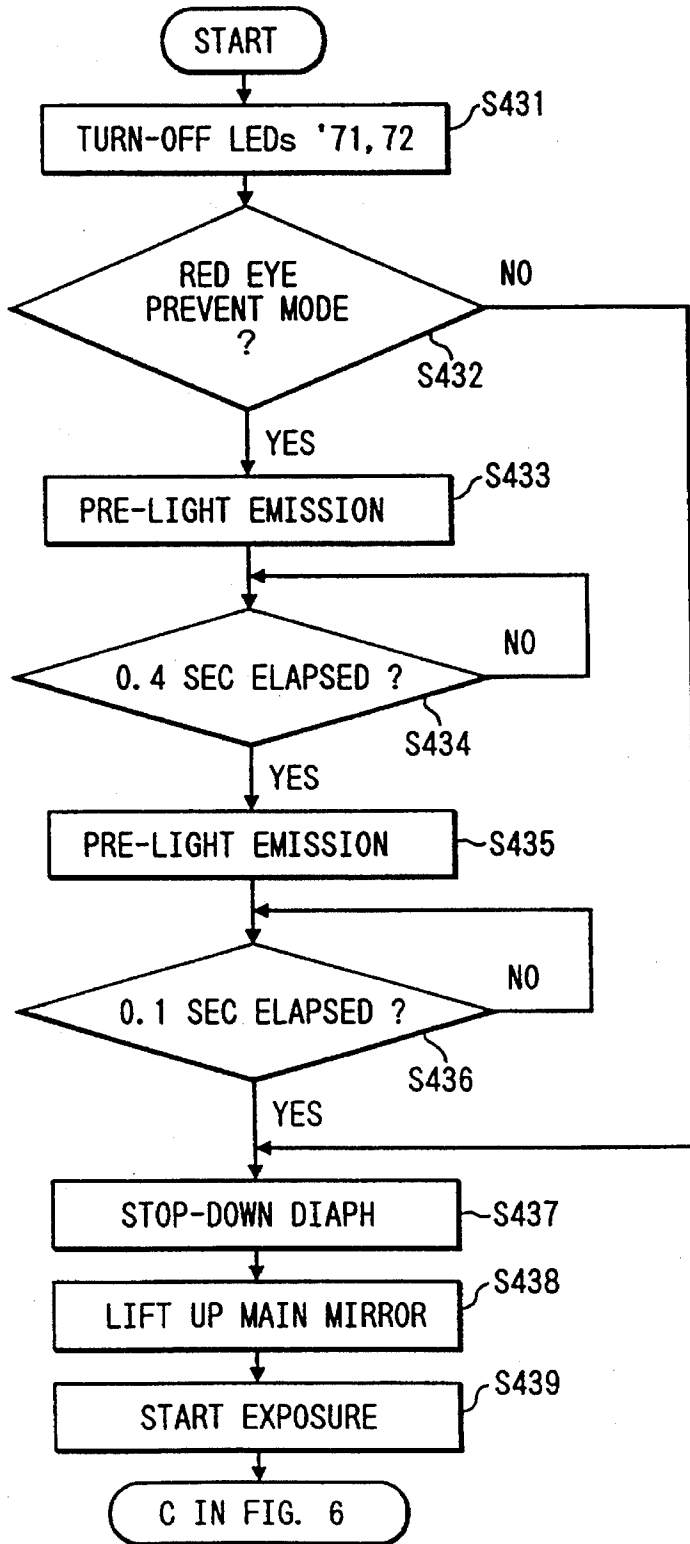 START
S431
TURN-OFF LEDs '71, 72
RED EYE
PREVENT MODE
?
NO
S432
YES
S433
PRE-LIGHT EMISSION
0.4 SEC ELAPSED ?
NO
S434
YES
PRE-LIGHT EMISSION
S435
0.1 SEC ELAPSED ?
NO
S436
YES
STOP-DOWN DIAPH
S437
S438
LIFT UP MAIN MIRROR
S439
START EXPOSURE
C IN FIG. 6